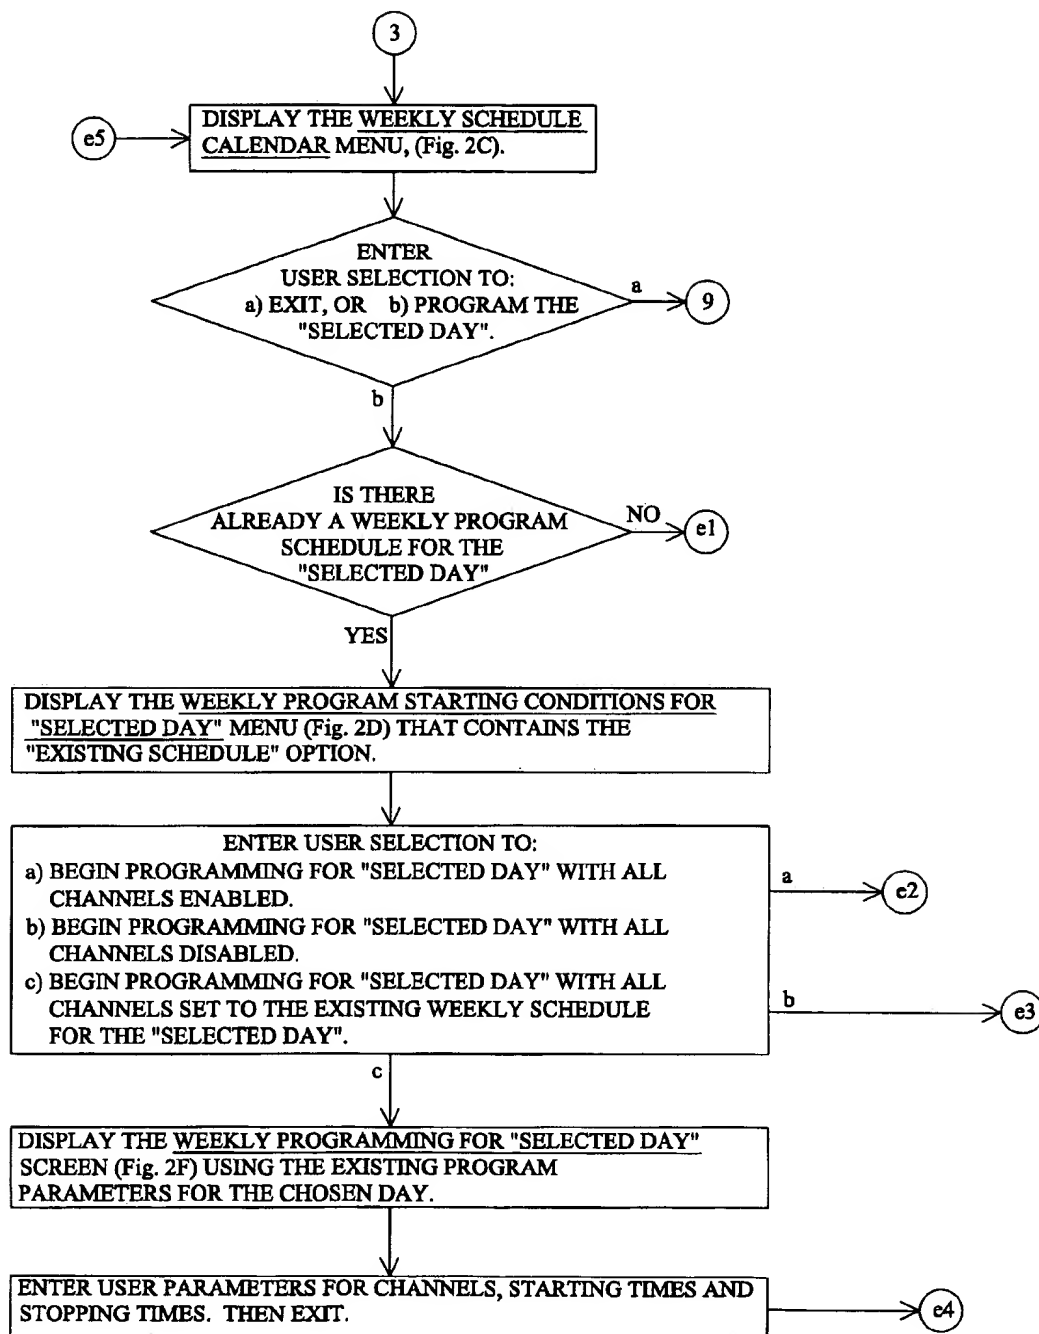 3
e5
DISPLAY THE WEEKLY SCHEDULE
CALENDAR MENU, (Fig. 2C).
ENTER
USER SELECTION TO:
a) EXIT, OR b) PROGRAM THE
"SELECTED DAY".
a
9
b
IS THERE
ALREADY A WEEKLY PROGRAM
SCHEDULE FOR THE
"SELECTED DAY"
NO
e1
YES
DISPLAY THE WEEKLY PROGRAM STARTING CONDITIONS FOR
"SELECTED DAY" MENU (Fig. 2D) THAT CONTAINS THE
"EXISTING SCHEDULE" OPTION.
ENTER USER SELECTION TO:
a) BEGIN PROGRAMMING FOR "SELECTED DAY" WITH ALL
CHANNELS ENABLED.
b) BEGIN PROGRAMMING FOR "SELECTED DAY" WITH ALL
CHANNELS DISABLED.
c) BEGIN PROGRAMMING FOR "SELECTED DAY" WITH ALL
CHANNELS SET TO THE EXISTING WEEKLY SCHEDULE
FOR THE "SELECTED DAY".
a
e2
b
e3
c
DISPLAY THE WEEKLY PROGRAMMING FOR "SELECTED DAY"
SCREEN (Fig. 2F) USING THE EXISTING PROGRAM
PARAMETERS FOR THE CHOSEN DAY.
ENTER USER PARAMETERS FOR CHANNELS, STARTING TIMES AND
STOPPING TIMES. THEN EXIT.
e4